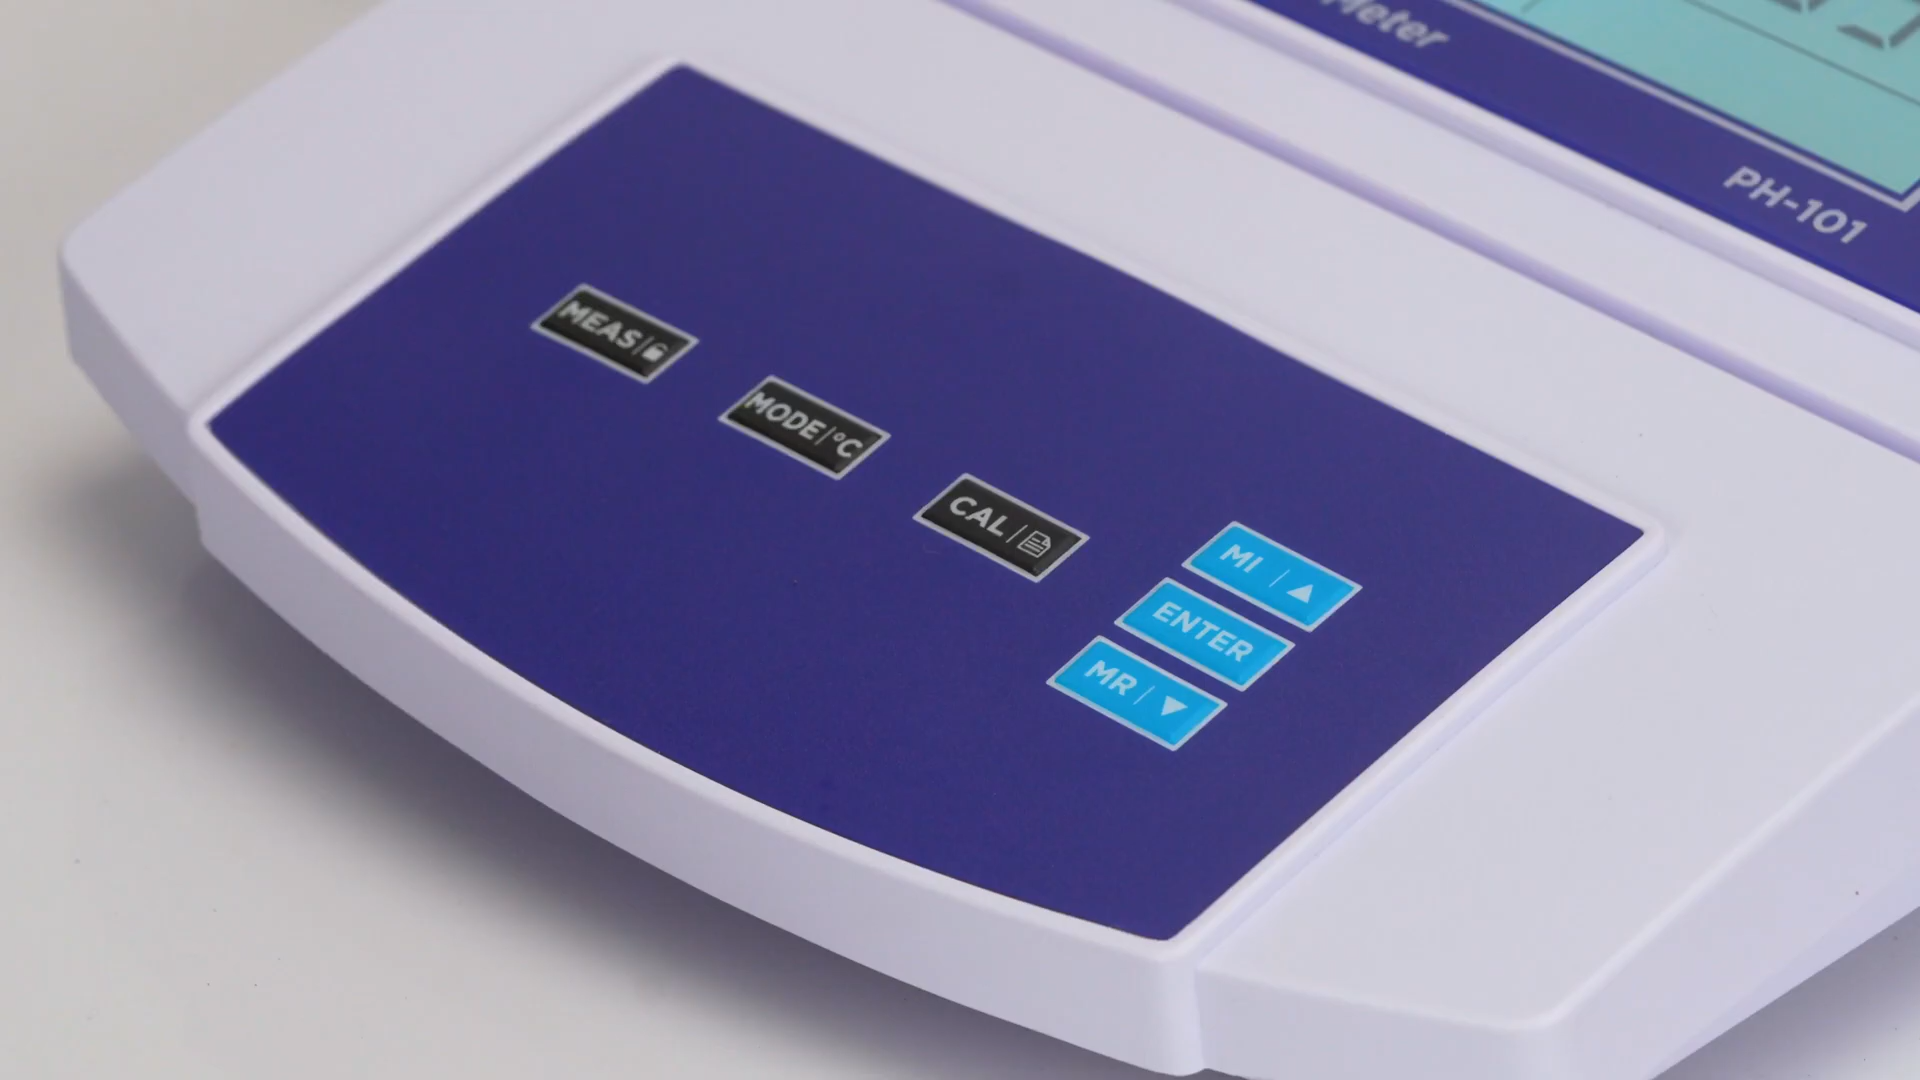 Meter
PH-101
MEAS
MODE|°C
CAL
MI | ▲
ENTER
MR | ▼